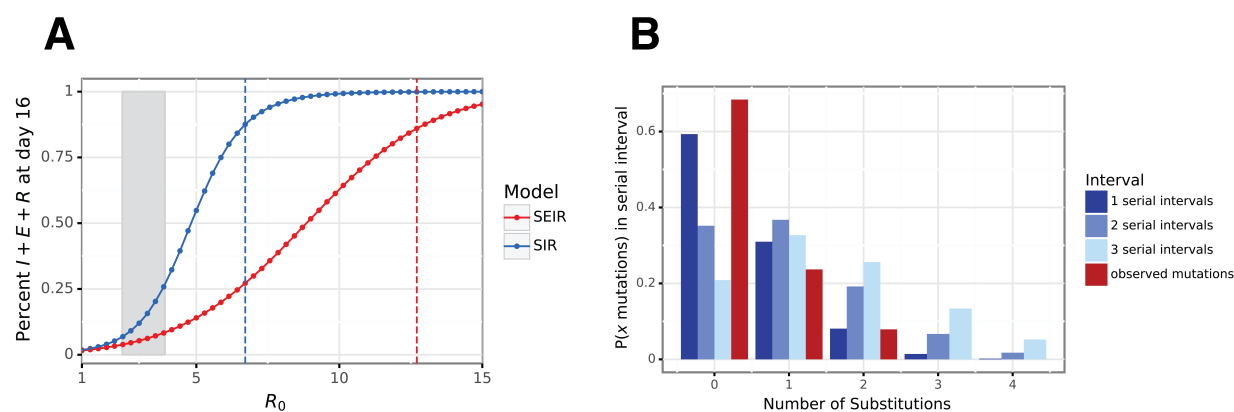 A
Percent I + E + R at day 16
1
0.75
0.50
0.25
0
1
5
10
15
R0
Model
SEIR
SIR
B
P(x mutations) in serial interval
0.6
0.4
0.2
0
0
1
2
3
4
Number of Substitutions
Interval
1 serial intervals
2 serial intervals
3 serial intervals
observed mutations